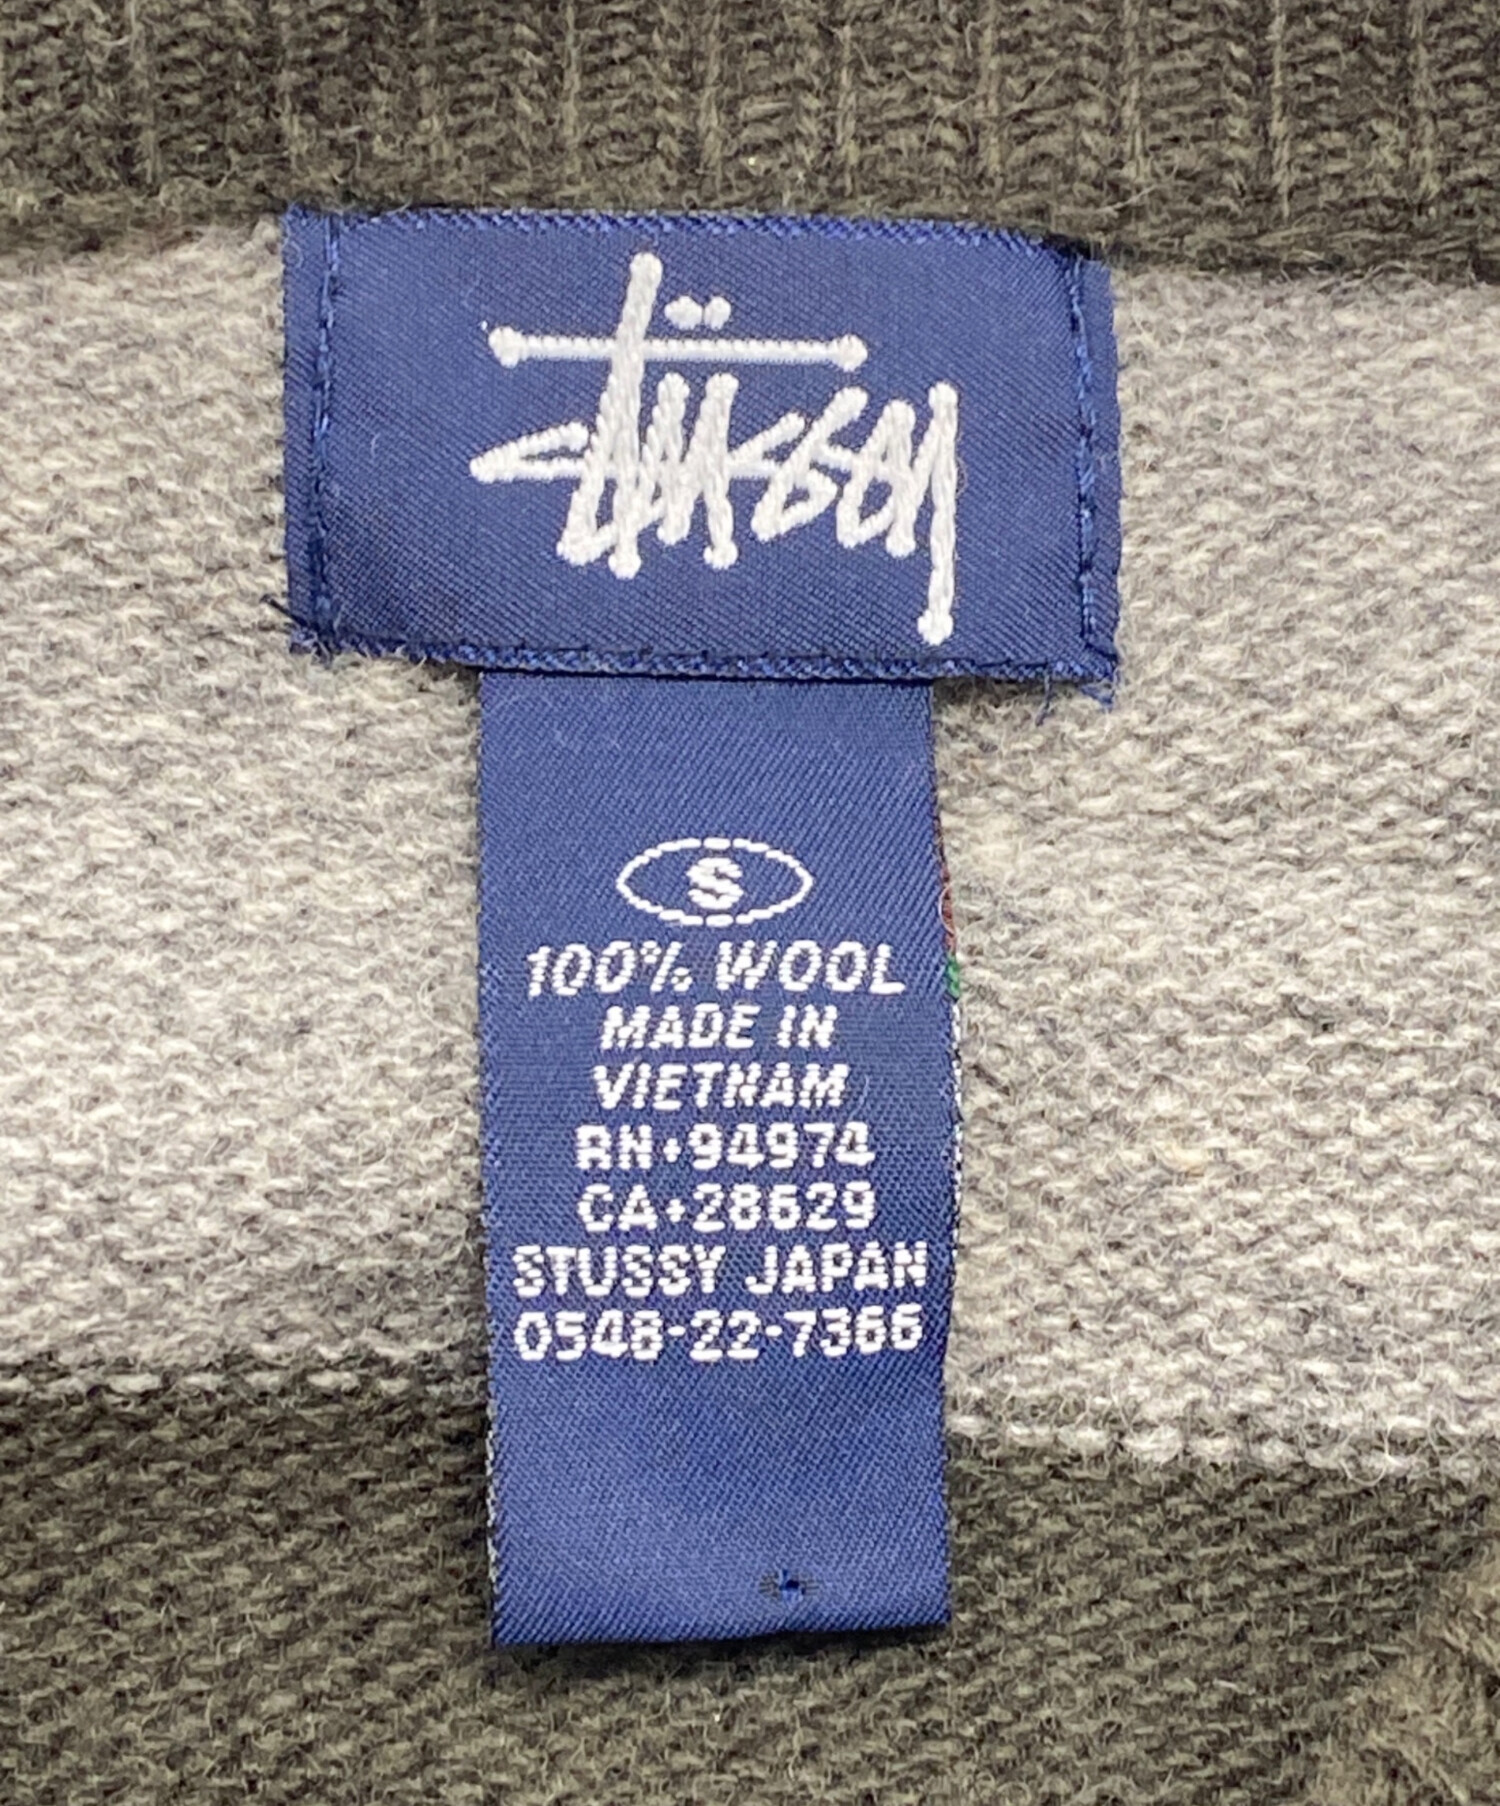 Stüssy
S
100% WOOL
MADE IN
VIETNAM
RN+94974
CA+28629
STUSSY JAPAN
0548-22-7366